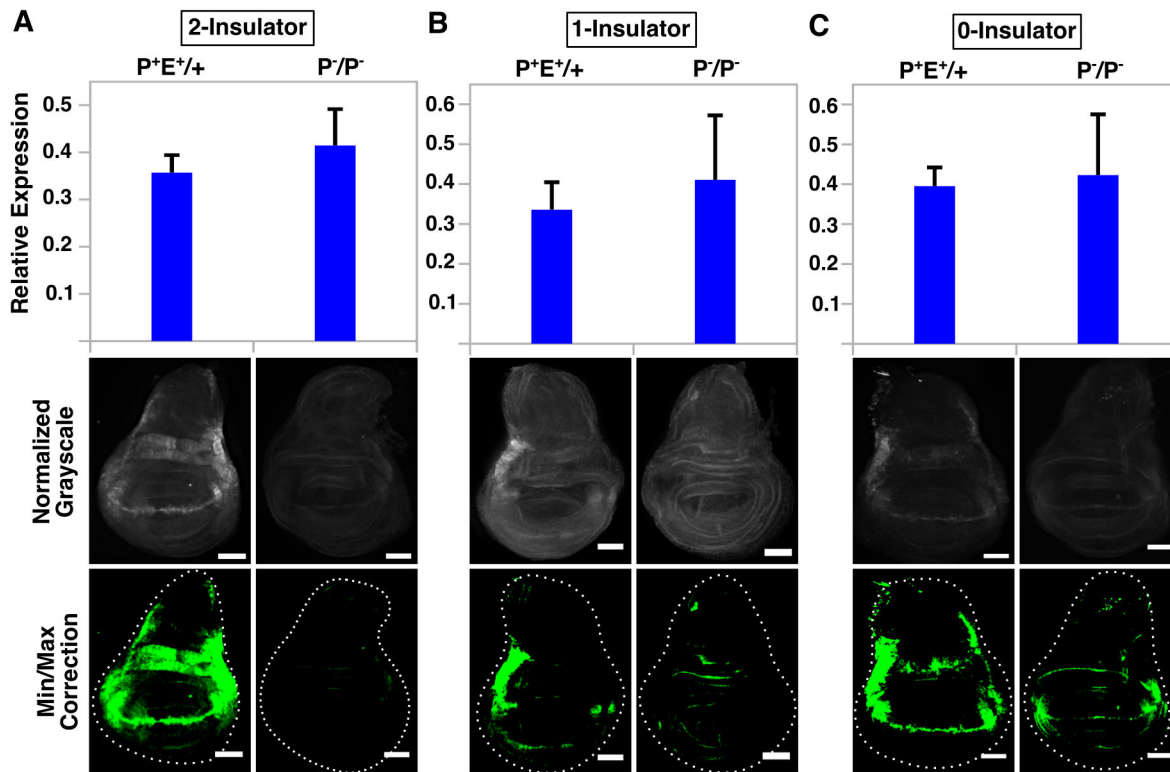 A
2-Insulator
P⁺E⁺/+
P⁻/P⁻
Relative Expression
0.5
0.4
0.3
0.2
0.1
B
1-Insulator
P⁺E⁺/+
P⁻/P⁻
0.6
0.5
0.4
0.3
0.2
0.1
C
0-Insulator
P⁺E⁺/+
P⁻/P⁻
0.6
0.5
0.4
0.3
0.2
0.1
Normalized
Grayscale
Min/Max
Correction